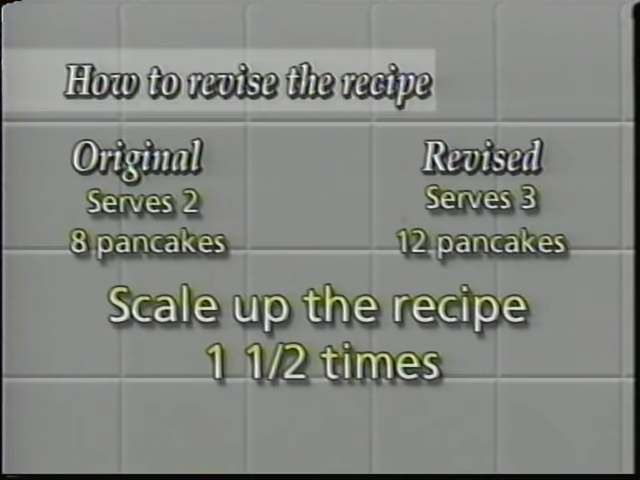 How to revise the recipe
Original
Serves 2
8 pancakes
Revised
Serves 3
12 pancakes
Scale up the recipe
1 1/2 times